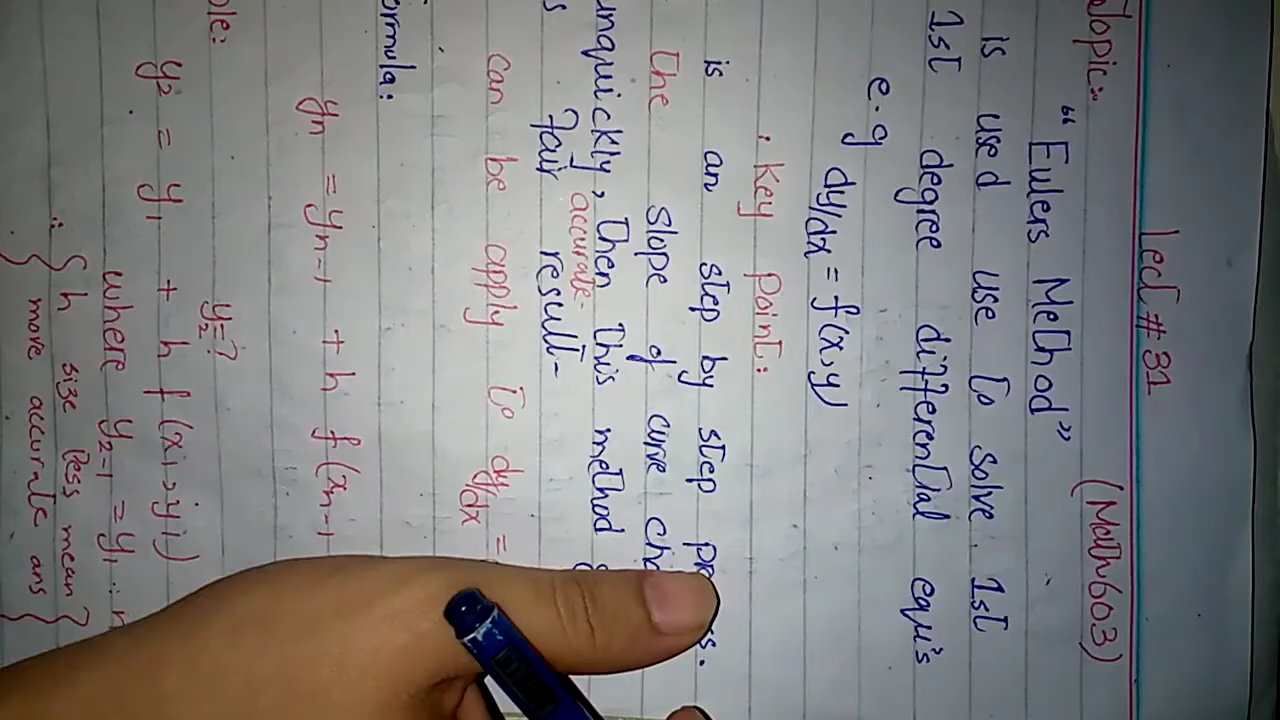 Lect # 31
(Math603)
Topic:
"Eulers Method"
is used use to solve 1st
1st degree differential equ's
e.g dy/dx = f(x,y)
: Key point:
is an step by step
the slope of curve
unquickly, then this method
accurate
fair result-
can be apply to dy/dx =
ormula:
yn = yn-1 + h f(xn-1
ple:
y2=?
y2 = y1 + h f(x1, y1)
where y2-1 = y1
∴ { h size less mean }
{ more accurate ans }